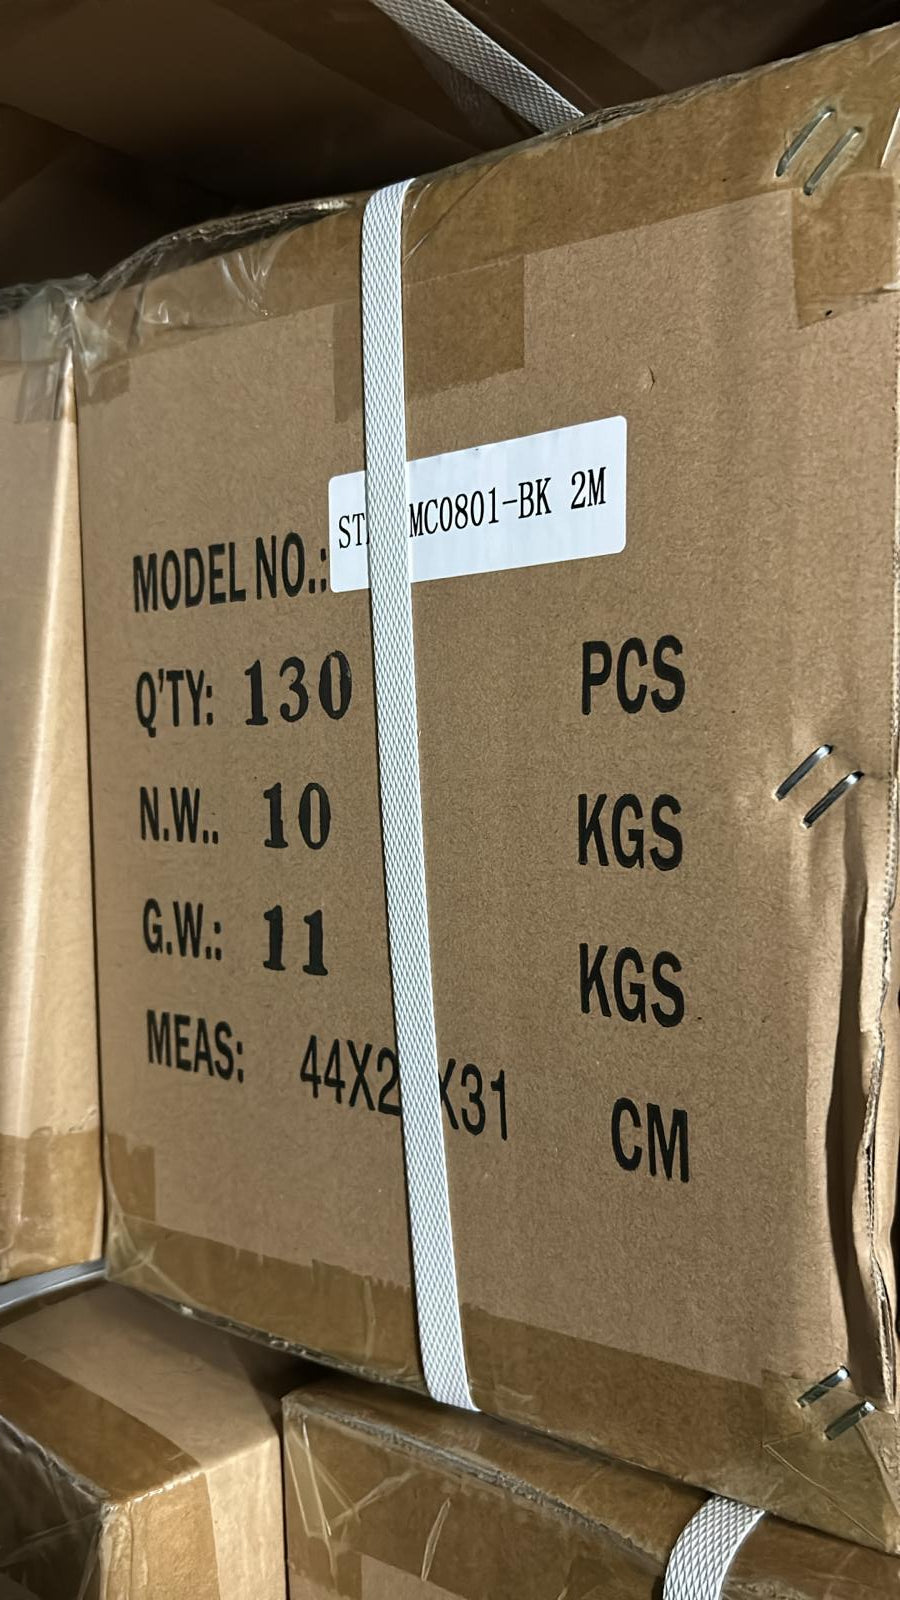 MODEL NO.: MC0801-BK 2M
Q'TY: 130 PCS
N.W.. 10 KGS
G.W.: 11 KGS
MEAS: CM